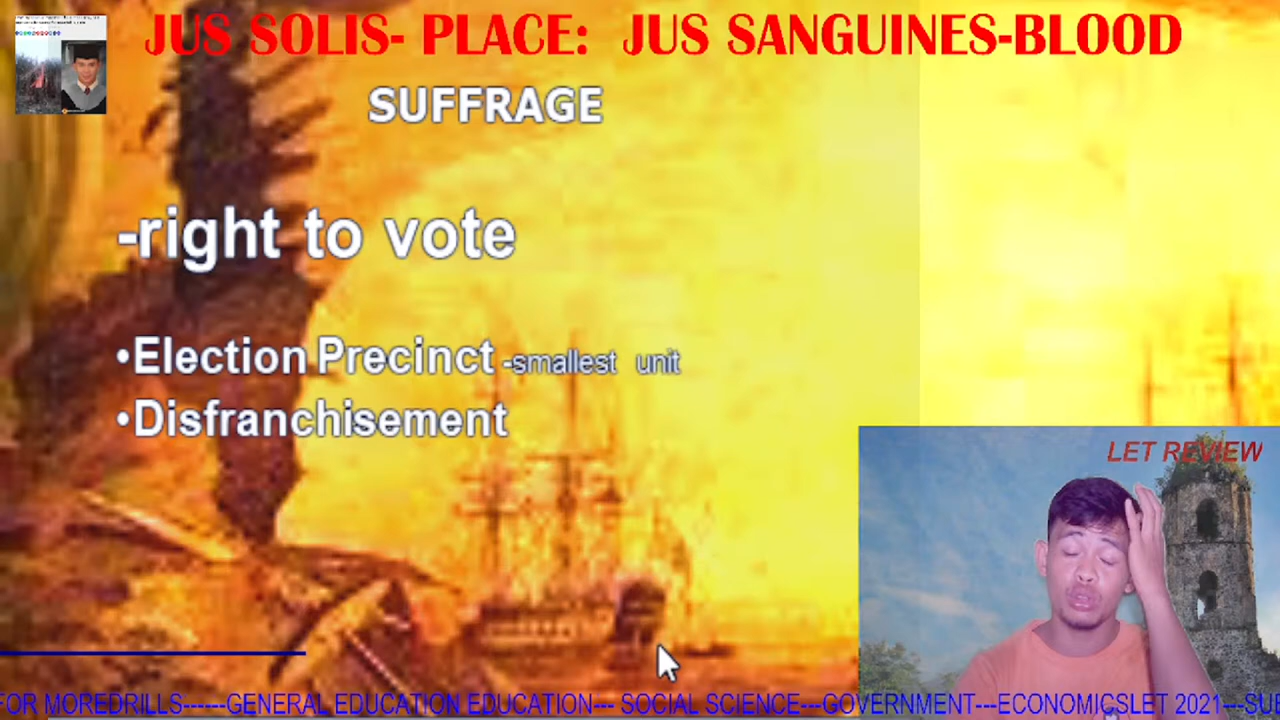 JUS SOLIS- PLACE: JUS SANGUINES-BLOOD
SUFFRAGE
-right to vote
•Election Precinct -smallest unit
•Disfranchisement
LET REVIEW
FOR MOREDRILLS------GENERAL EDUCATION EDUCATION--- SOCIAL SCIENCE---GOVERNMENT---ECONOMICSLET 2021---